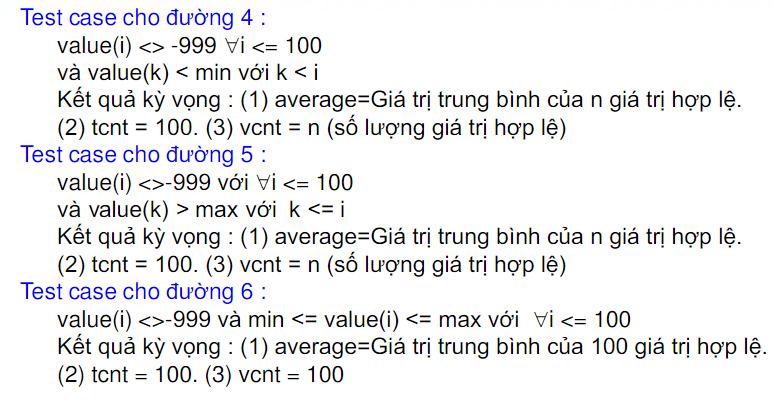 Test case cho đường 4 :
value(i) <> -999 ∀i <= 100
và value(k) < min với k < i
Kết quả kỳ vọng : (1) average=Giá trị trung bình của n giá trị hợp lệ.
(2) tcnt = 100. (3) vcnt = n (số lượng giá trị hợp lệ)
Test case cho đường 5 :
value(i) <>-999 với ∀i <= 100
và value(k) > max với k <= i
Kết quả kỳ vọng : (1) average=Giá trị trung bình của n giá trị hợp lệ.
(2) tcnt = 100. (3) vcnt = n (số lượng giá trị hợp lệ)
Test case cho đường 6 :
value(i) <>-999 và min <= value(i) <= max với ∀i <= 100
Kết quả kỳ vọng : (1) average=Giá trị trung bình của 100 giá trị hợp lệ.
(2) tcnt = 100. (3) vcnt = 100